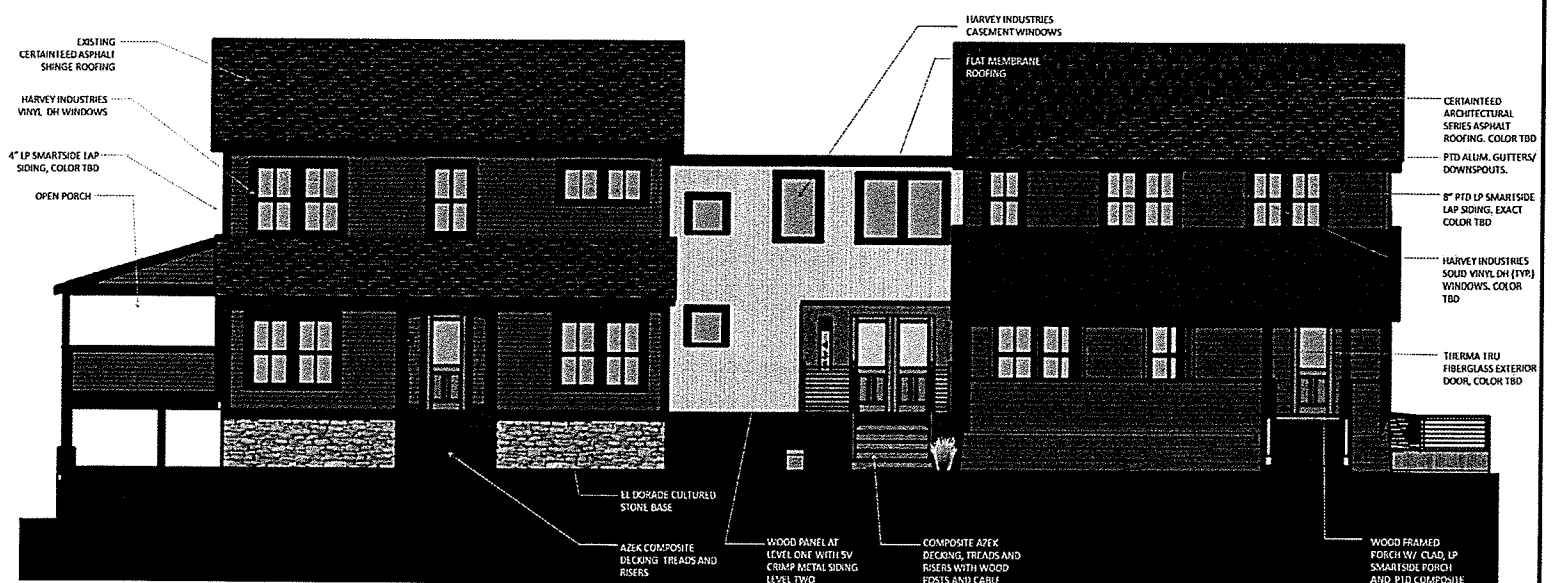 EXISTING
CERTAINTEED ASPHALT
SHINGE ROOFING
HARVEY INDUSTRIES
VINYL DH WINDOWS
4" LP SMARTSIDE LAP
SIDING, COLOR TBD
OPEN PORCH
HARVEY INDUSTRIES
CASEMENT WINDOWS
FLAT MEMBRANE
ROOFING
CERTAINTEED
ARCHITECTURAL
SERIES ASPHALT
ROOFING. COLOR TBD
PTD ALUM. GUTTERS/
DOWNSPOUTS.
8" PTD LP SMARTSIDE
LAP SIDING. EXACT
COLOR TBD
HARVEY INDUSTRIES
SOLID VINYL DH (TYP.)
WINDOWS. COLOR
TBD
THERMA TRU
FIBERGLASS EXTERIOR
DOOR, COLOR TBD
EL DORADE CULTURED
STONE BASE
AZEK COMPOSITE
DECKING TREADS AND
RISERS
WOOD PANEL AT
LEVEL ONE WITH 5V
CRIMP METAL SIDING
LEVEL TWO
COMPOSITE AZEK
DECKING, TREADS AND
RISERS WITH WOOD
POSTS AND CABLE
WOOD FRAMED
PORCH W/ CLAD, LP
SMARTSIDE PORCH
AND PTD COMPOSITE